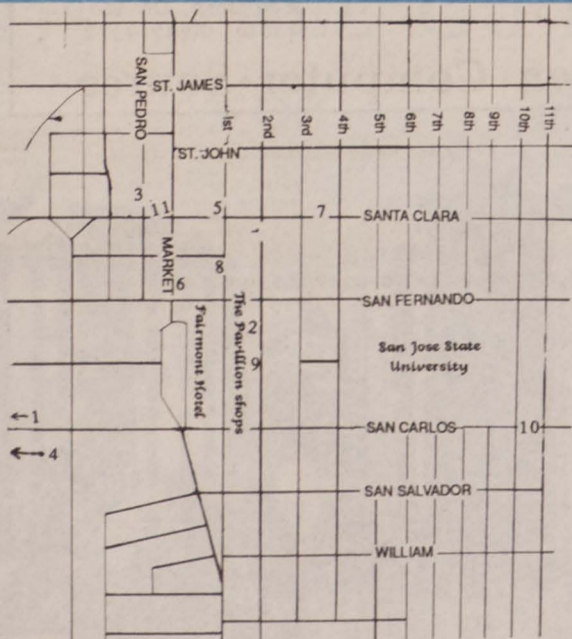 SAN PEDRO
ST. JAMES
1st
2nd
3rd
4th
5th
6th
7th
8th
9th
10th
11th
ST. JOHN
3
11
5
7
SANTA CLARA
1
MARKET
8
6
SAN FERNANDO
Fairmont Hotel
The Pavillion shops
2
9
San Jose State
University
←1
SAN CARLOS
10
←4
SAN SALVADOR
WILLIAM